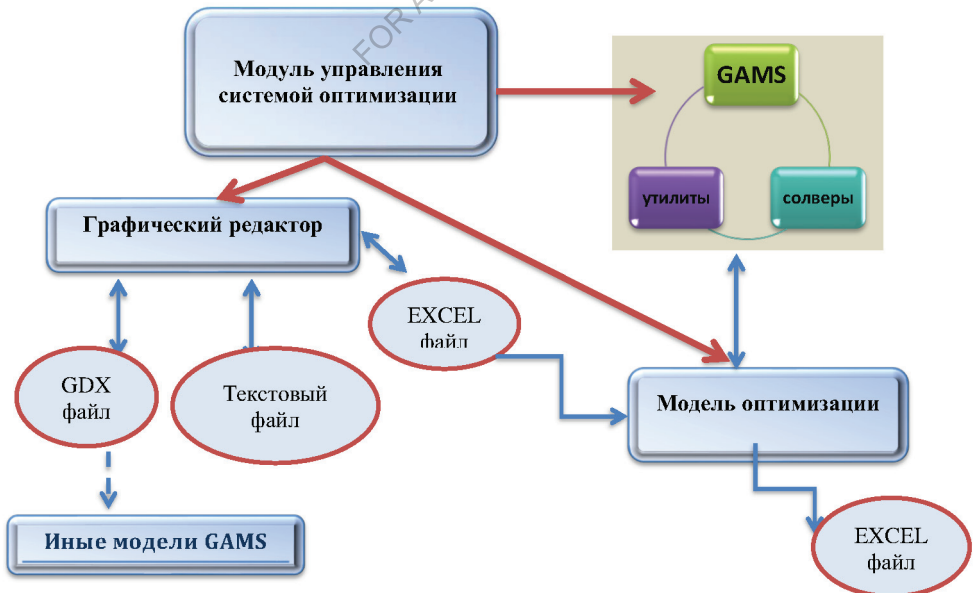 FOR A
Модуль управления
системой оптимизации
GAMS
утилиты
солверы
Графический редактор
EXCEL
файл
GDX
файл
Текстовый
файл
Модель оптимизации
Иные модели GAMS
EXCEL
файл